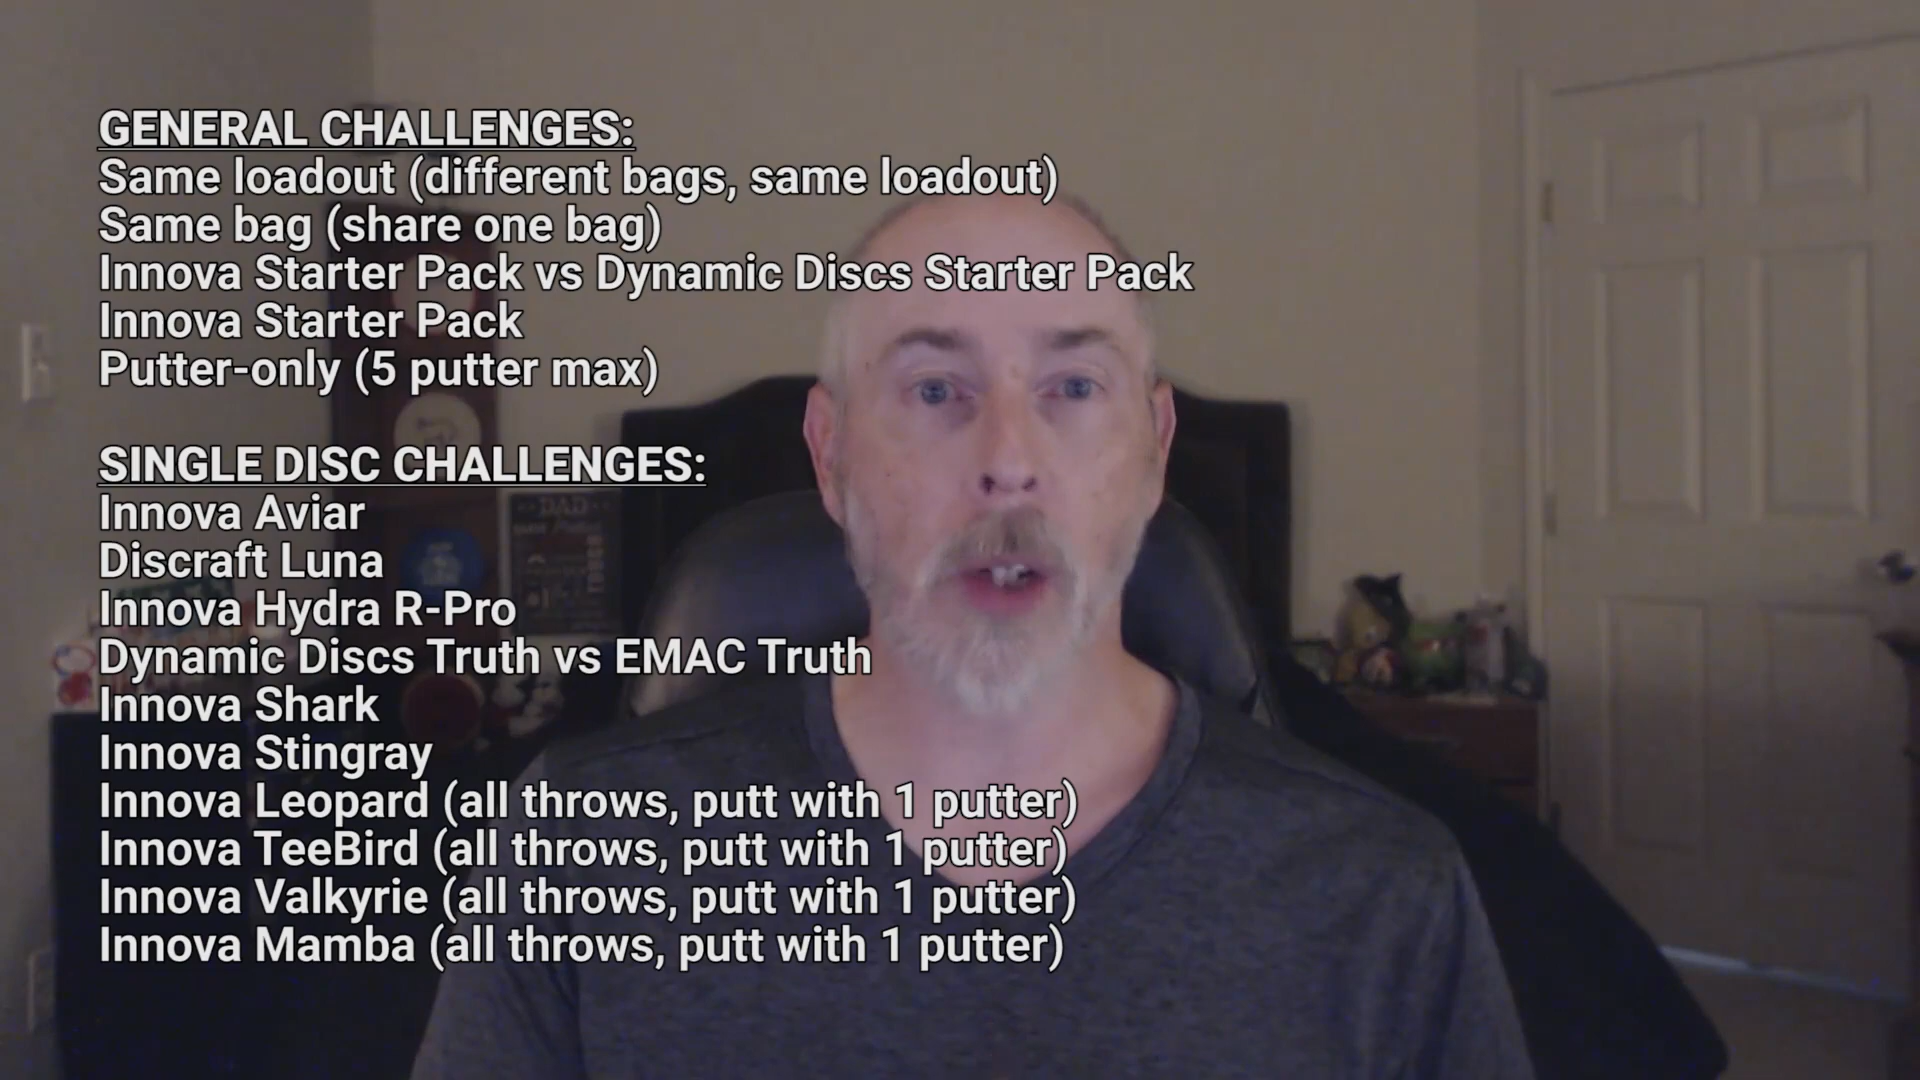 GENERAL CHALLENGES:
Same loadout (different bags, same loadout)
Same bag (share one bag)
Innova Starter Pack vs Dynamic Discs Starter Pack
Innova Starter Pack
Putter-only (5 putter max)
SINGLE DISC CHALLENGES:
Innova Aviar
Discraft Luna
Innova Hydra R-Pro
Dynamic Discs Truth vs EMAC Truth
Innova Shark
Innova Stingray
Innova Leopard (all throws, putt with 1 putter)
Innova TeeBird (all throws, putt with 1 putter)
Innova Valkyrie (all throws, putt with 1 putter)
Innova Mamba (all throws, putt with 1 putter)
DAD